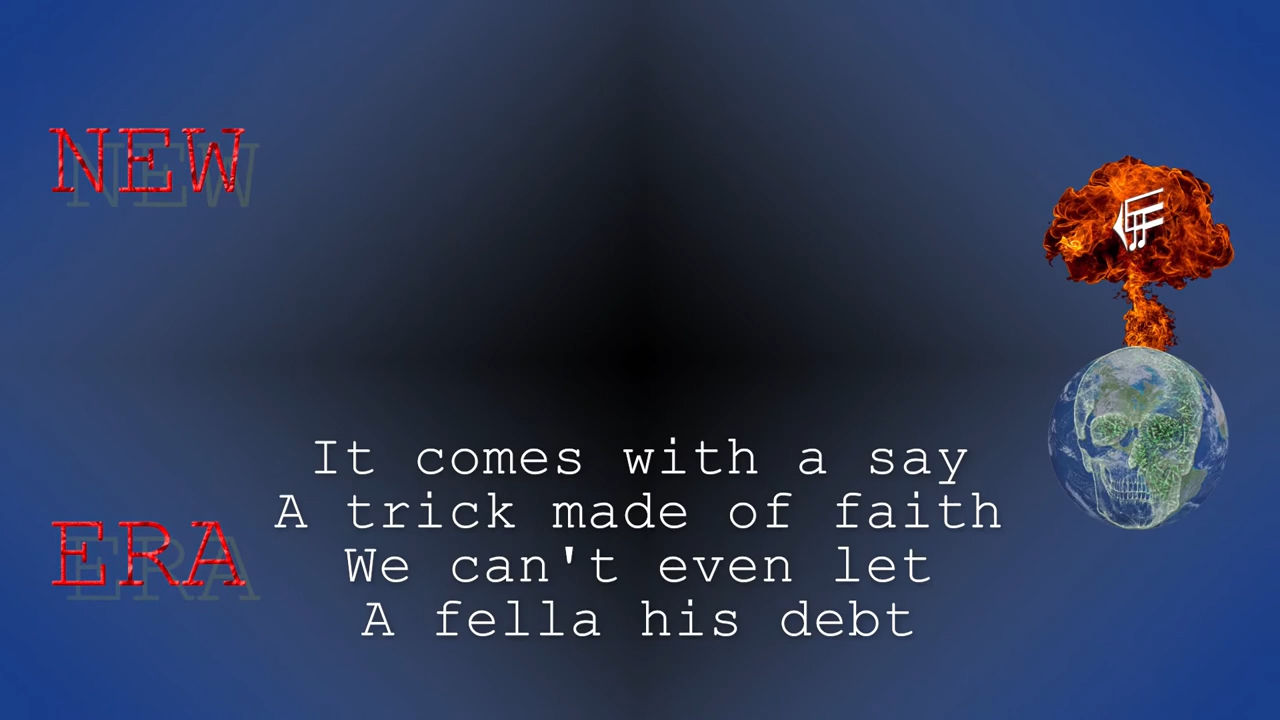 NEW
ERA
It comes with a say
A trick made of faith
We can't even let
A fella his debt